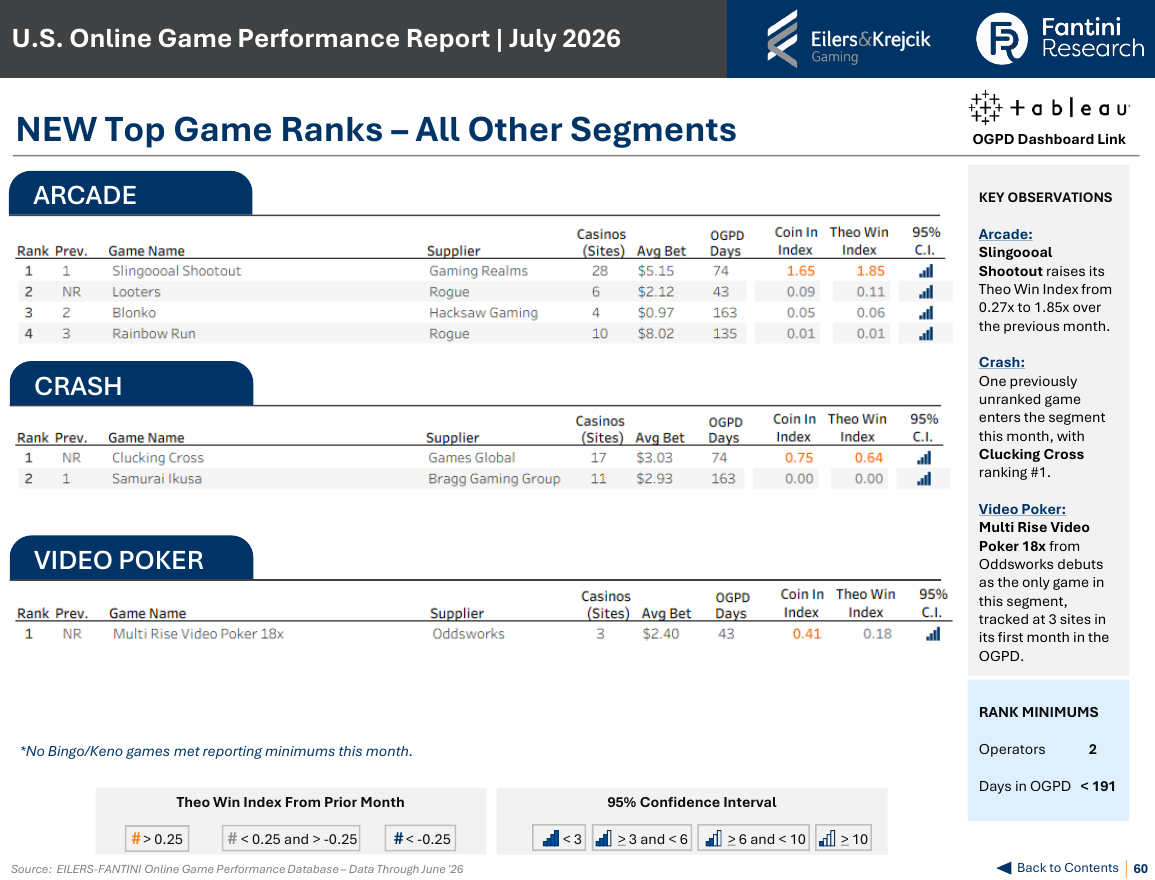 U.S. Online Game Performance Report | July 2026
Eilers&Krejcik
Gaming
Fantini
Research
NEW Top Game Ranks – All Other Segments
+ a b l e a u
OGPD Dashboard Link
ARCADE
Rank Prev. Game Name Supplier Casinos (Sites) Avg Bet OGPD Days Coin In Index Theo Win Index 95% C.I.
1 1 Slingoooal Shootout Gaming Realms 28 $5.15 74 1.65 1.85
2 NR Looters Rogue 6 $2.12 43 0.09 0.11
3 2 Blonko Hacksaw Gaming 4 $0.97 163 0.05 0.06
4 3 Rainbow Run Rogue 10 $8.02 135 0.01 0.01
CRASH
Rank Prev. Game Name Supplier Casinos (Sites) Avg Bet OGPD Days Coin In Index Theo Win Index 95% C.I.
1 NR Clucking Cross Games Global 17 $3.03 74 0.75 0.64
2 1 Samurai Ikusa Bragg Gaming Group 11 $2.93 163 0.00 0.00
VIDEO POKER
Rank Prev. Game Name Supplier Casinos (Sites) Avg Bet OGPD Days Coin In Index Theo Win Index 95% C.I.
1 NR Multi Rise Video Poker 18x Oddsworks 3 $2.40 43 0.41 0.18
*No Bingo/Keno games met reporting minimums this month.
Theo Win Index From Prior Month
# > 0.25 # < 0.25 and > -0.25 # < -0.25
95% Confidence Interval
< 3 ≥ 3 and < 6 ≥ 6 and < 10 ≥ 10
KEY OBSERVATIONS
Arcade:
Slingoooal
Shootout raises its
Theo Win Index from
0.27x to 1.85x over
the previous month.
Crash:
One previously
unranked game
enters the segment
this month, with
Clucking Cross
ranking #1.
Video Poker:
Multi Rise Video
Poker 18x from
Oddsworks debuts
as the only game in
this segment,
tracked at 3 sites in
its first month in the
OGPD.
RANK MINIMUMS
Operators 2
Days in OGPD < 191
Source: EILERS-FANTINI Online Game Performance Database – Data Through June '26
Back to Contents | 60